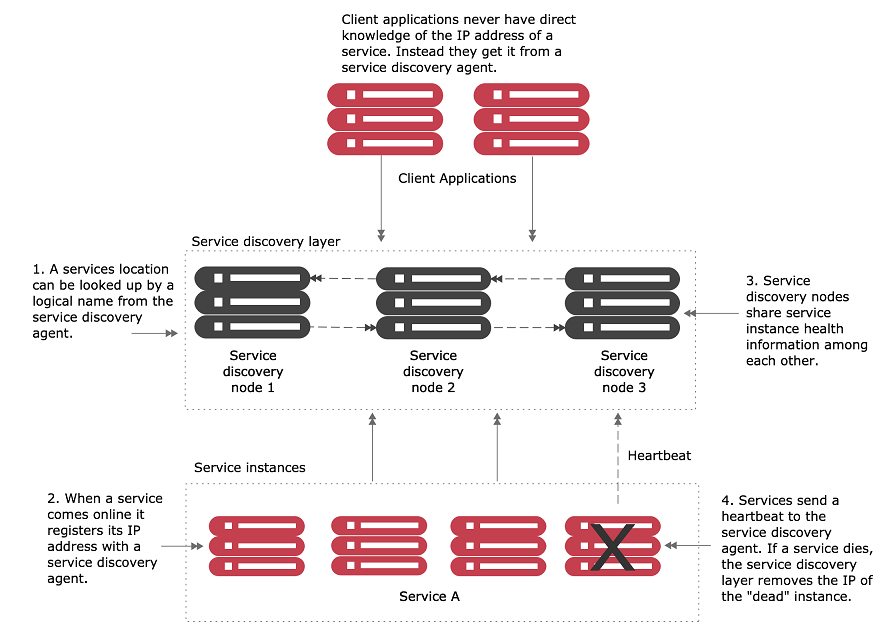 Client applications never have direct
knowledge of the IP address of a
service. Instead they get it from a
service discovery agent.
Client Applications
Service discovery layer
1. A services location
can be looked up by a
logical name from the
service discovery
agent.
3. Service
discovery nodes
share service
instance health
information among
each other.
Service
discovery
node 1
Service
discovery
node 2
Service
discovery
node 3
Heartbeat
Service instances
2. When a service
comes online it
registers its IP
address with a
service discovery
agent.
4. Services send a
heartbeat to the
service discovery
agent. If a service dies,
the service discovery
layer removes the IP of
the "dead" instance.
X
Service A